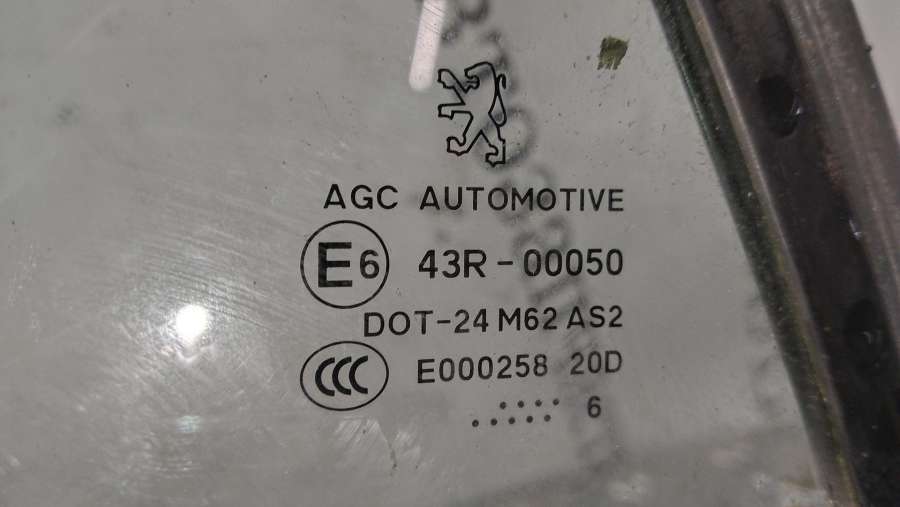 AGC AUTOMOTIVE
E6 43R-00050
DOT-24 M62 AS2
CCC E000258 20D
6